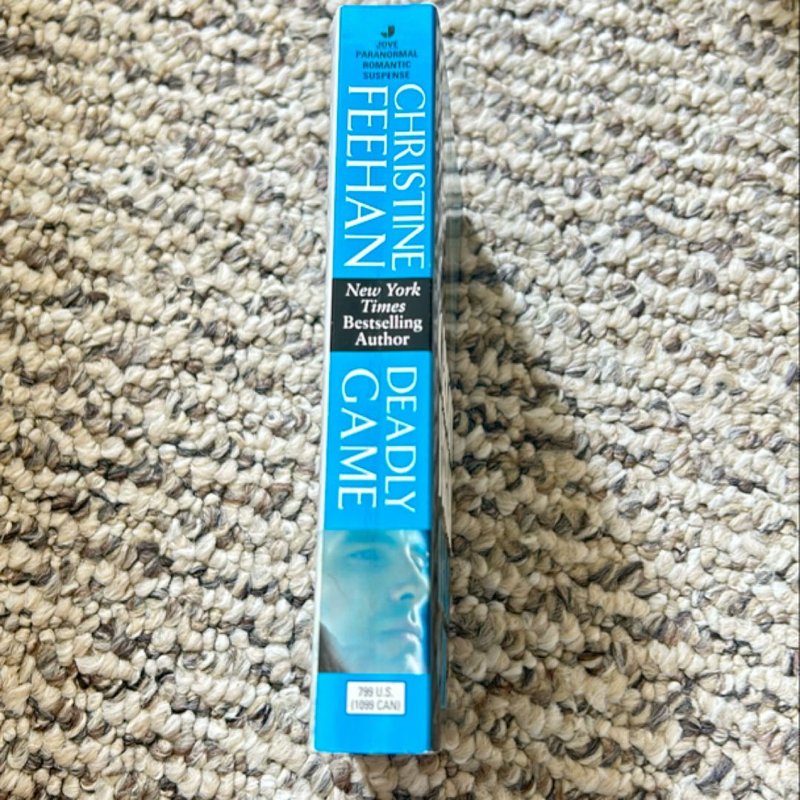 JOVE
PARANORMAL
ROMANTIC
SUSPENSE
CHRISTINE
FEEHAN
New York
Times
Bestselling
Author
DEADLY
GAME
799 U.S.
(1099 CAN)